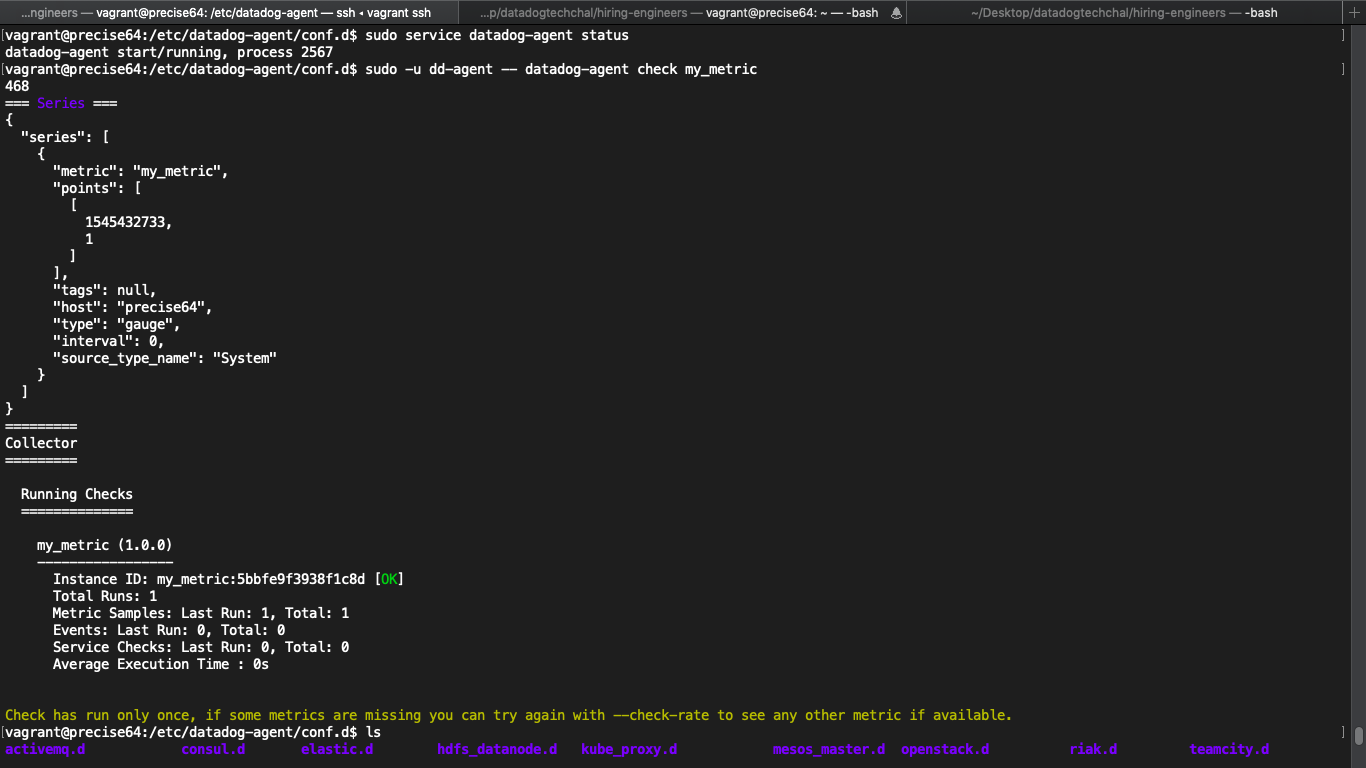 ...ngineers — vagrant@precise64: /etc/datadog-agent — ssh ◂ vagrant ssh
...p/datadogtechchal/hiring-engineers — vagrant@precise64: ~ — -bash
~/Desktop/datadogtechchal/hiring-engineers — -bash
[vagrant@precise64:/etc/datadog-agent/conf.d$ sudo service datadog-agent status ]
datadog-agent start/running, process 2567
[vagrant@precise64:/etc/datadog-agent/conf.d$ sudo -u dd-agent -- datadog-agent check my_metric ]
468
=== Series ===
{
"series": [
{
"metric": "my_metric",
"points": [
[
1545432733,
1
]
],
"tags": null,
"host": "precise64",
"type": "gauge",
"interval": 0,
"source_type_name": "System"
}
]
}
=========
Collector
=========
Running Checks
==============
my_metric (1.0.0)
-----------------
Instance ID: my_metric:5bbfe9f3938f1c8d [OK]
Total Runs: 1
Metric Samples: Last Run: 1, Total: 1
Events: Last Run: 0, Total: 0
Service Checks: Last Run: 0, Total: 0
Average Execution Time : 0s
Check has run only once, if some metrics are missing you can try again with --check-rate to see any other metric if available.
[vagrant@precise64:/etc/datadog-agent/conf.d$ ls ]
activemq.d consul.d elastic.d hdfs_datanode.d kube_proxy.d mesos_master.d openstack.d riak.d teamcity.d